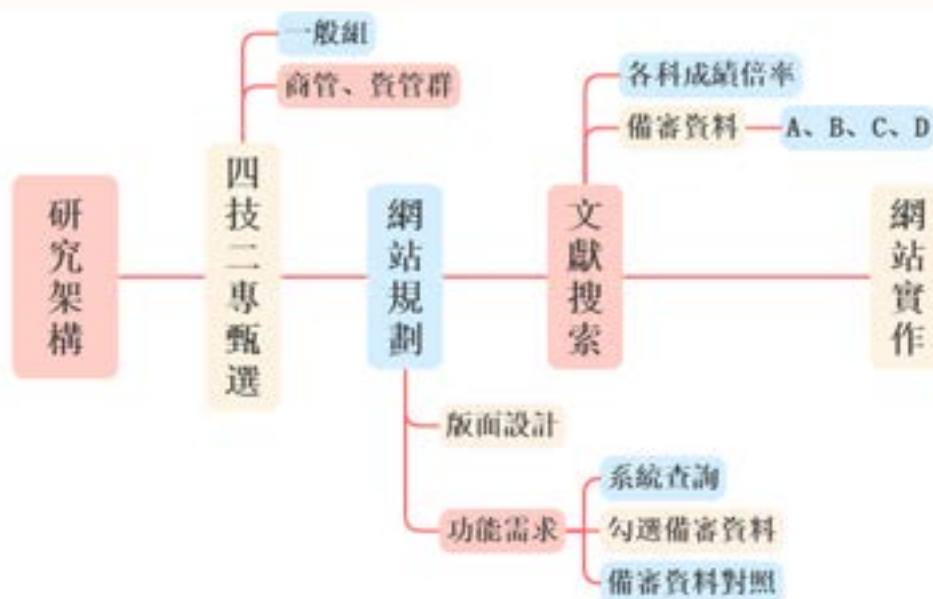 研究架構
四技二專甄選
一般組
商管、資管群
網站規劃
版面設計
功能需求
系統查詢
勾選備審資料
備審資料對照
文獻搜索
各科成績倍率
備審資料
A、B、C、D
網站實作